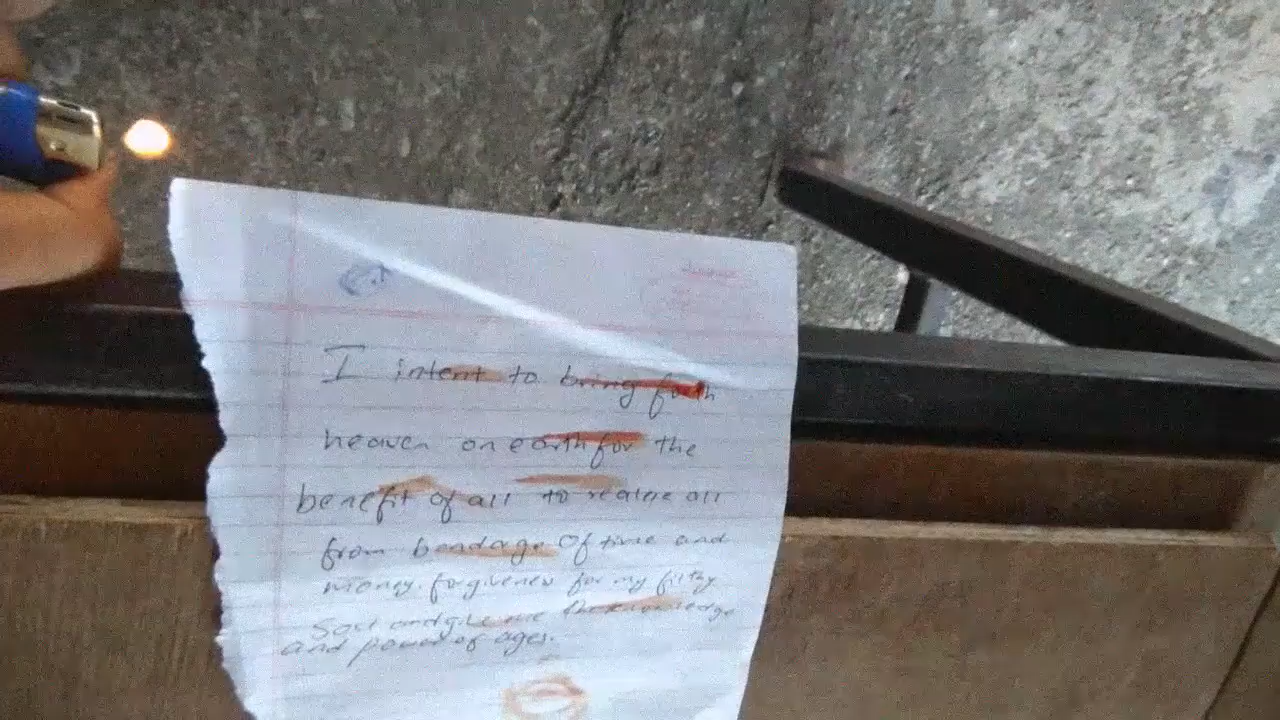 I intent to bring forth
heaven on earth for the
benefit of all to realse all
from bondage of time and
money. forgiveness for my filthy
Soul and give me the knowledge
and power of ages.